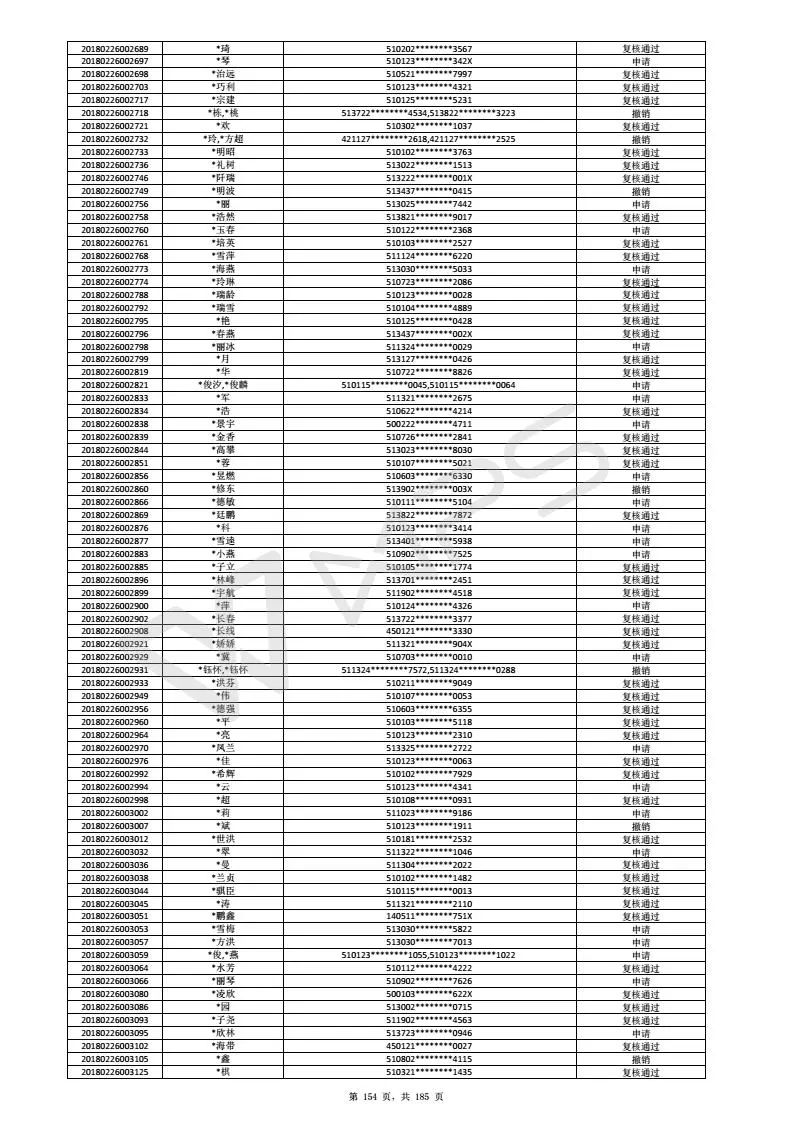 20180226002689 *琦 510202********3567 复核通过
20180226002697 *琴 510123********342X 申请
20180226002698 *治远 510521********7997 复核通过
20180226002703 *巧利 510123********4321 复核通过
20180226002717 *宗建 510125********5231 复核通过
20180226002718 *栋,*桃 513722********4534,513822********3223 撤销
20180226002721 *欢 510302********1037 复核通过
20180226002732 *玲,*方超 421127********2618,421127********2525 撤销
20180226002733 *明昭 510102********3763 复核通过
20180226002736 *礼树 513022********1513 复核通过
20180226002746 *阡瑞 513222********001X 复核通过
20180226002749 *明波 513437********0415 撤销
20180226002756 *丽 513025********7442 申请
20180226002758 *浩然 513821********9017 复核通过
20180226002760 *玉春 510122********2368 申请
20180226002761 *培英 510103********2527 复核通过
20180226002768 *雪萍 511124********6220 复核通过
20180226002773 *海燕 513030********5033 申请
20180226002774 *玲琳 510723********2086 复核通过
20180226002788 *瑞龄 510123********0028 复核通过
20180226002792 *瑞雪 510104********4889 复核通过
20180226002795 *艳 510125********0428 复核通过
20180226002796 *春燕 513437********002X 复核通过
20180226002798 *丽冰 511324********0029 申请
20180226002799 *月 513127********0426 复核通过
20180226002819 *华 510722********8826 复核通过
20180226002821 *俊汐,*俊麟 510115********0045,510115********0064 申请
20180226002833 *军 511321********2675 申请
20180226002834 *浩 510622********4214 复核通过
20180226002838 *景宇 500222********4711 申请
20180226002839 *金香 510726********2841 复核通过
20180226002844 *高攀 513023********8030 复核通过
20180226002851 *蓉 510107********5021 复核通过
20180226002856 *昱燃 510603********6330 申请
20180226002860 *修东 513902********003X 撤销
20180226002866 *德敏 510111********5104 申请
20180226002869 *廷鹏 513822********7872 复核通过
20180226002876 *科 510123********3414 申请
20180226002877 *雪逵 513401********5938 申请
20180226002883 *小燕 510902********7525 申请
20180226002885 *子立 510105********1774 复核通过
20180226002896 *林峰 513701********2451 复核通过
20180226002899 *宇航 511902********4518 复核通过
20180226002900 *萍 510124********4326 申请
20180226002902 *长春 513722********3377 复核通过
20180226002908 *长线 450121********3330 复核通过
20180226002921 *娇娇 511321********904X 复核通过
20180226002929 *冀 510703********0010 申请
20180226002931 *钰怀,*钰怀 511324********7572,511324********0288 撤销
20180226002933 *洪芬 510211********9049 复核通过
20180226002949 *伟 510107********0053 复核通过
20180226002956 *德强 510603********6355 复核通过
20180226002960 *平 510103********5118 复核通过
20180226002964 *亮 510123********2310 复核通过
20180226002970 *凤兰 513325********2722 申请
20180226002976 *佳 510123********0063 复核通过
20180226002992 *希辉 510102********7929 复核通过
20180226002994 *云 510123********4341 申请
20180226002998 *超 510108********0931 复核通过
20180226003002 *莉 511023********9186 申请
20180226003007 *斌 510123********1911 撤销
20180226003012 *世洪 510181********2532 复核通过
20180226003032 *翠 511322********1046 申请
20180226003036 *曼 511304********2022 复核通过
20180226003038 *兰贞 510102********1482 复核通过
20180226003044 *骐臣 510115********0013 复核通过
20180226003045 *涛 511321********2110 复核通过
20180226003051 *鹏鑫 140511********751X 复核通过
20180226003053 *雪梅 513030********5822 申请
20180226003057 *方洪 513030********7013 申请
20180226003059 *俊,*燕 510123********1055,510123********1022 申请
20180226003064 *水芳 510112********4222 复核通过
20180226003066 *丽琴 510902********7626 申请
20180226003080 *凌欣 500103********622X 复核通过
20180226003086 *园 513002********0715 复核通过
20180226003093 *子尧 511902********4563 复核通过
20180226003095 *欣林 513723********0946 申请
20180226003102 *海带 450121********0027 复核通过
20180226003105 *鑫 510802********4115 撤销
20180226003125 *棋 510321********1435 复核通过
第 154 页，共 185 页